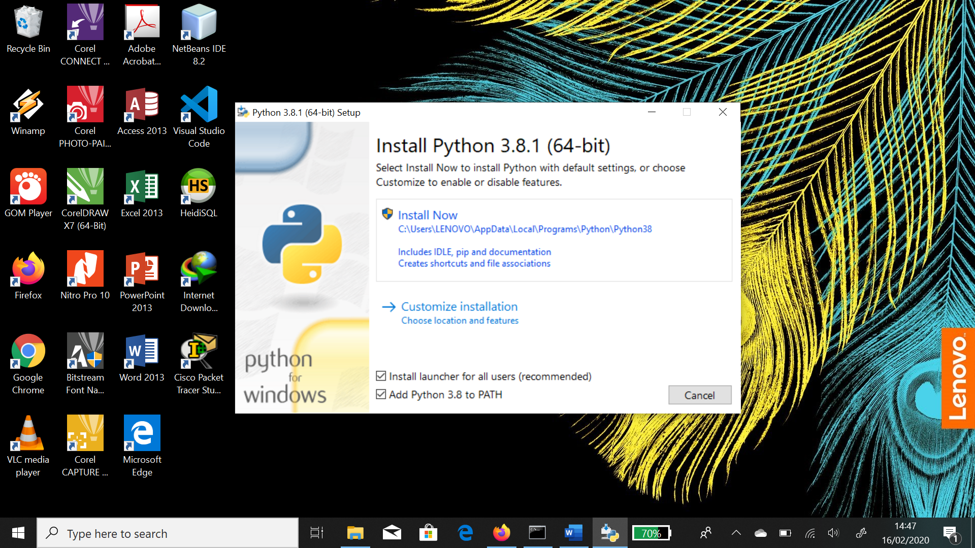 Recycle Bin
Corel
CONNECT ...
Adobe
Acrobat...
NetBeans IDE
8.2
Winamp
Corel
PHOTO-PAI...
Access 2013
Visual Studio
Code
GOM Player
CorelDRAW
X7 (64-Bit)
Excel 2013
HeidiSQL
Firefox
Nitro Pro 10
PowerPoint
2013
Internet
Downlo...
Google
Chrome
Bitstream
Font Na...
Word 2013
Cisco Packet
Tracer Stu...
VLC media
player
Corel
CAPTURE ...
Microsoft
Edge
Python 3.8.1 (64-bit) Setup
Install Python 3.8.1 (64-bit)
Select Install Now to install Python with default settings, or choose
Customize to enable or disable features.
Install Now
C:\Users\LENOVO\AppData\Local\Programs\Python\Python38
Includes IDLE, pip and documentation
Creates shortcuts and file associations
Customize installation
Choose location and features
Install launcher for all users (recommended)
Add Python 3.8 to PATH
Cancel
python
for
windows
Lenovo
Type here to search
70%
14:47
16/02/2020
1